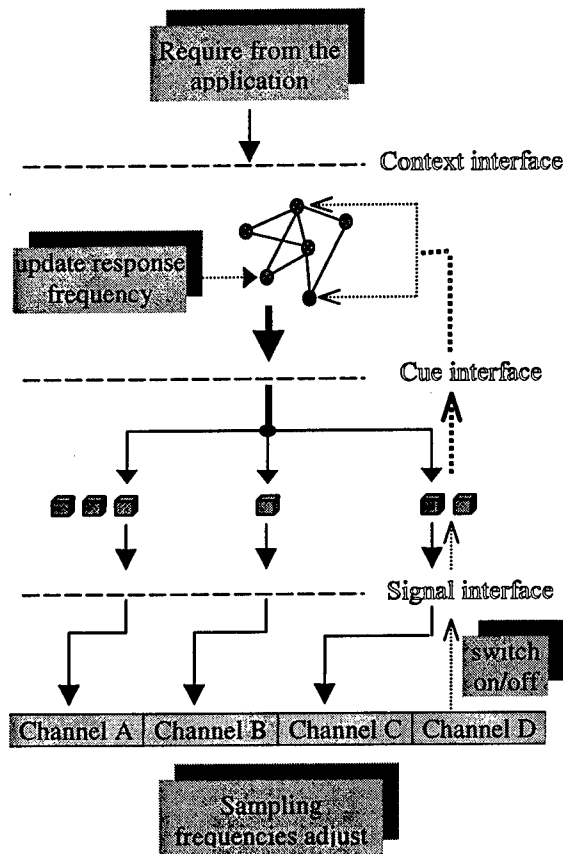 Require from the
application
Context interface
update response
frequency
Cue interface
Signal interface
switch
on/off
Channel A
Channel B
Channel C
Channel D
Sampling
frequencies adjust